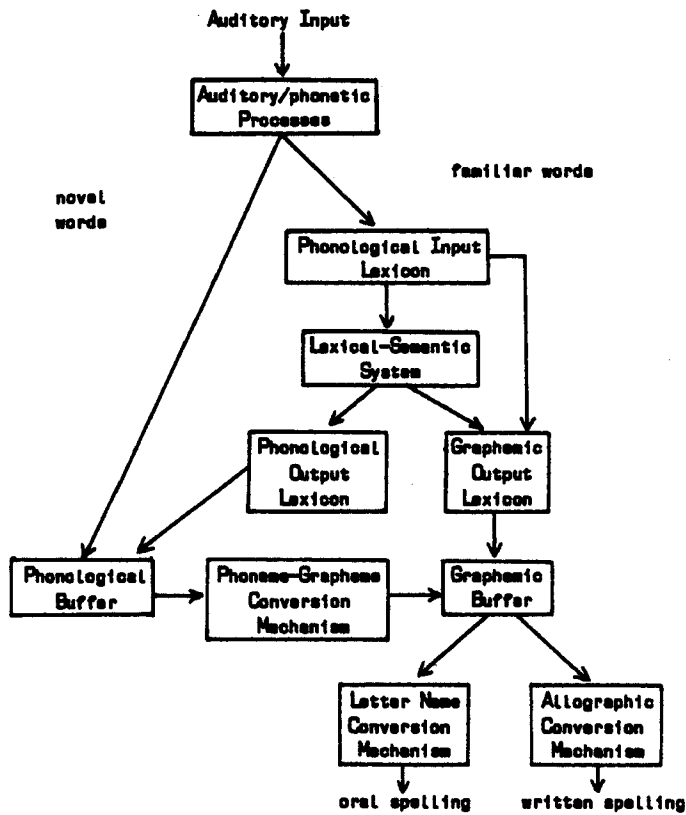 Auditory Input
Auditory/phonetic
Processes
familiar words
novel
words
Phonological Input
Lexicon
Lexical-Semantic
System
Phonological
Output
Lexicon
Graphemic
Output
Lexicon
Phonological
Buffer
Phoneme-Grapheme
Conversion
Mechanism
Graphemic
Buffer
Letter Name
Conversion
Mechanism
Allographic
Conversion
Mechanism
oral spelling
written spelling